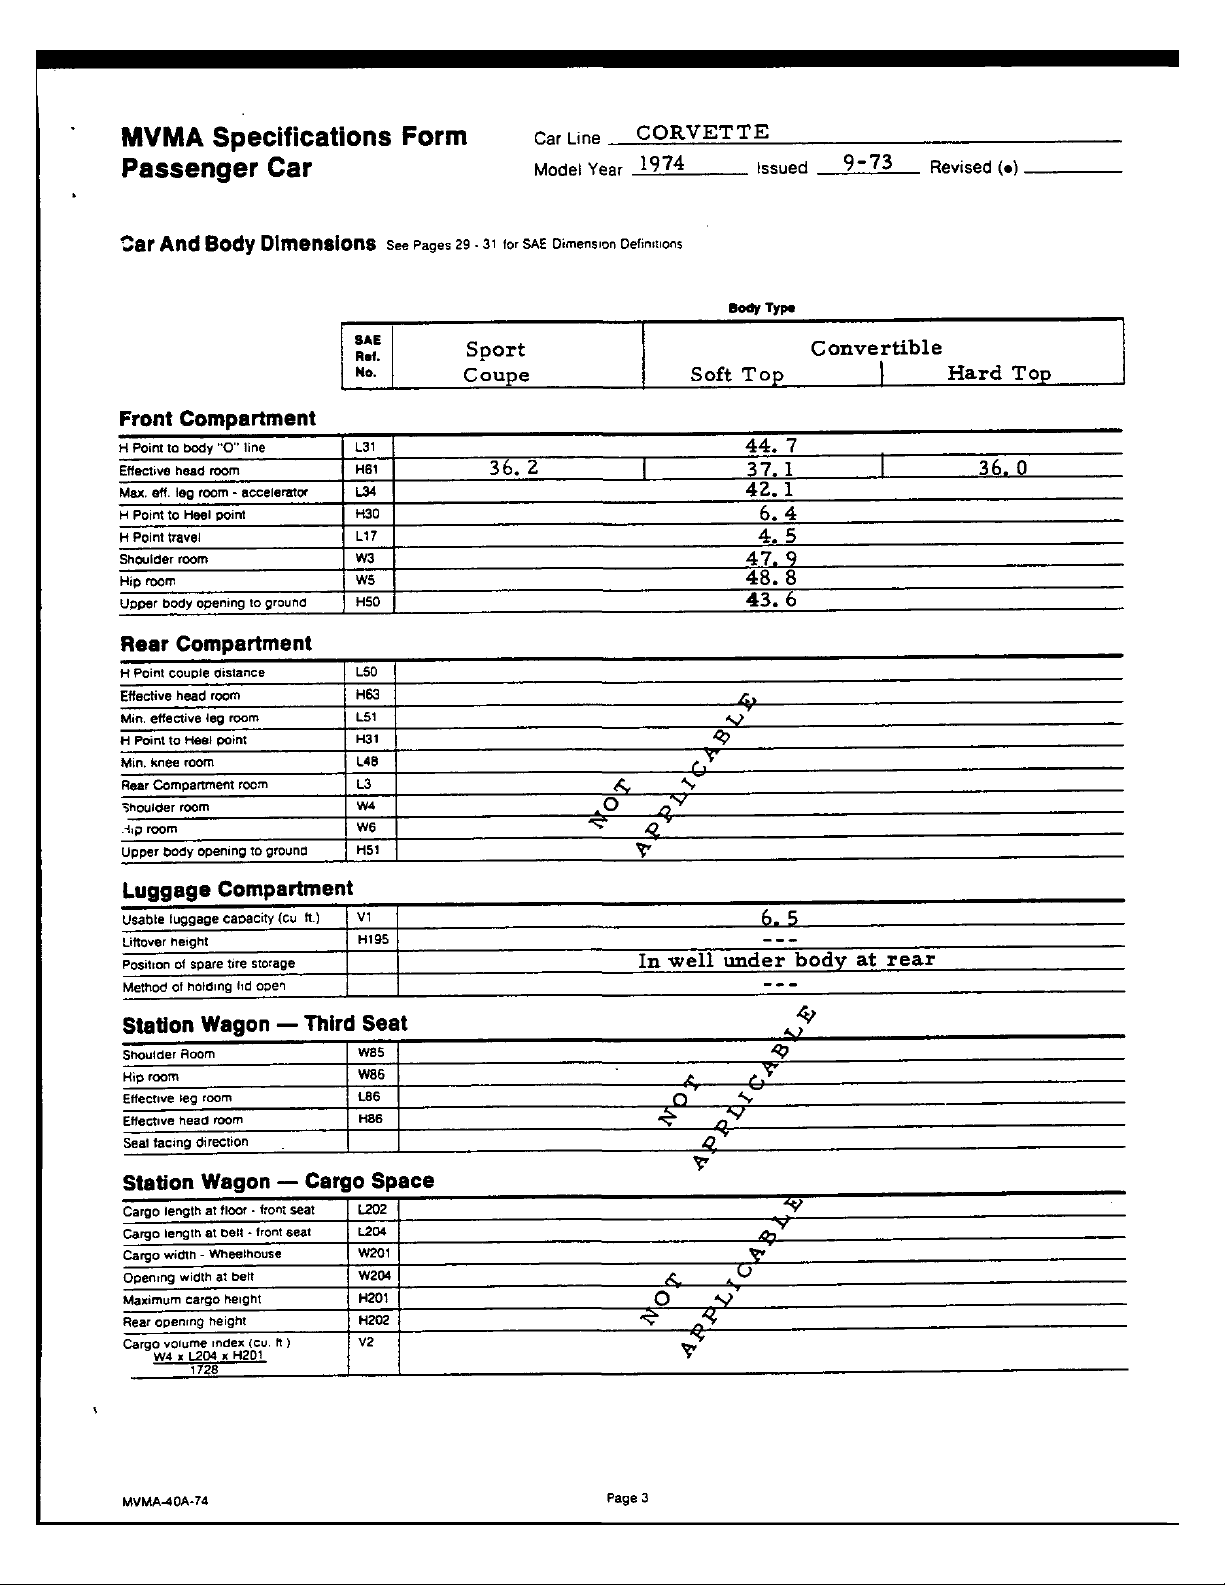 MVMA Specifications Form
Passenger Car
Car Line CORVETTE
Model Year 1974 Issued 9-73 Revised (•)
Car And Body Dimensions See Pages 29 - 31 for SAE Dimension Definitions
Body Type
SAE Ref. No. Sport Coupe Convertible
Soft Top Hard Top
Front Compartment
H Point to body "O" line L31 44.7
Effective head room H61 36.2 37.1 36.0
Max. eff. leg room - accelerator L34 42.1
H Point to Heel point H30 6.4
H Point travel L17 4.5
Shoulder room W3 47.9
Hip room W5 48.8
Upper body opening to ground H50 43.6
Rear Compartment
H Point couple distance L50
Effective head room H63
Min. effective leg room L51
H Point to Heel point H31
Min. knee room L48
Rear Compartment room L3
Shoulder room W4
Hip room W6
Upper body opening to ground H51
NOT APPLICABLE
Luggage Compartment
Usable luggage capacity (cu ft.) V1 6.5
Liftover height H195 ---
Position of spare tire storage In well under body at rear
Method of holding lid open ---
Station Wagon — Third Seat
Shoulder Room W85
Hip room W86
Effective leg room L86
Effective head room H86
Seat facing direction
NOT APPLICABLE
Station Wagon — Cargo Space
Cargo length at floor - front seat L202
Cargo length at belt - front seat L204
Cargo width - Wheelhouse W201
Opening width at belt W204
Maximum cargo height H201
Rear opening height H202
Cargo volume index (cu. ft.) V2
W4 x L204 x H201
1728
NOT APPLICABLE
MVMA-40A-74 Page 3